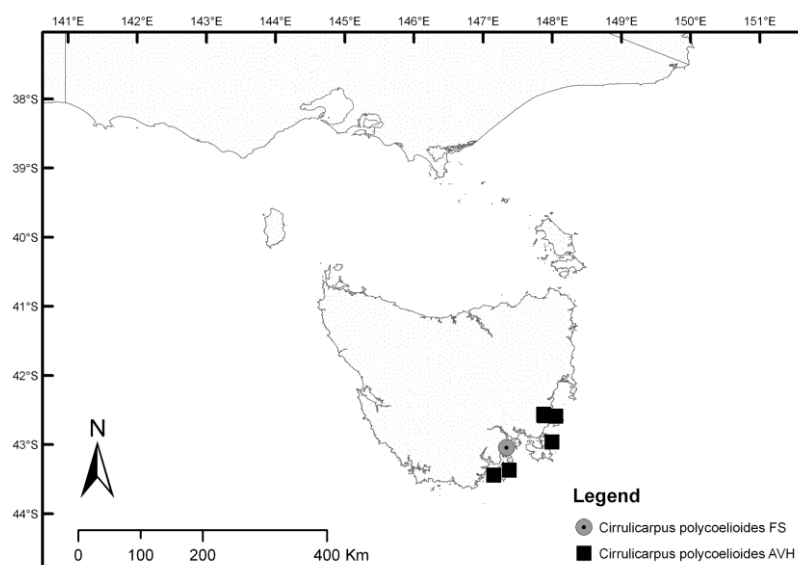 141°E 142°E 143°E 144°E 145°E 146°E 147°E 148°E 149°E 150°E 151°E
38°S
39°S
40°S
41°S
42°S
43°S
44°S
N
Legend
Cirrulicarpus polycoelioides FS
Cirrulicarpus polycoelioides AVH
0 100 200 400 Km